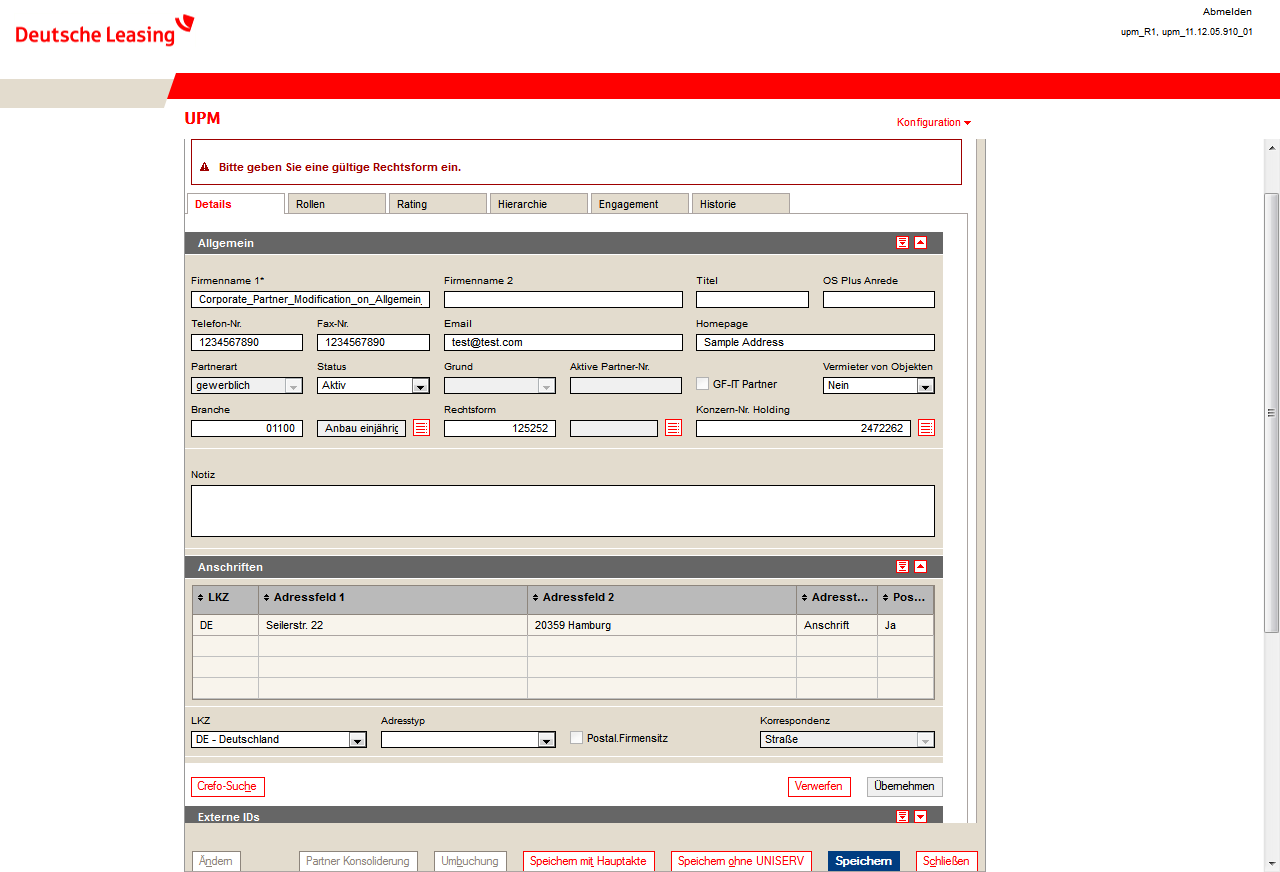 Deutsche Leasing
Abmelden
upm_R1, upm_11.12.05.910_01
UPM
Konfiguration
Bitte geben Sie eine gültige Rechtsform ein.
Details Rollen Rating Hierarchie Engagement Historie
Allgemein
Firmenname 1* Firmenname 2 Titel OS Plus Anrede
Corporate_Partner_Modification_on_Allgemein_
Telefon-Nr. Fax-Nr. Email Homepage
1234567890 1234567890 test@test.com Sample Address
Partnerart Status Grund Aktive Partner-Nr. Vermieter von Objekten
gewerblich Aktiv GF-IT Partner Nein
Branche Rechtsform Konzern-Nr. Holding
01100 Anbau einjährig 125252 2472262
Notiz
Anschriften
LKZ Adressfeld 1 Adressfeld 2 Adresst... Pos...
DE Seilerstr. 22 20359 Hamburg Anschrift Ja
LKZ Adresstyp Korrespondenz
DE - Deutschland Postal.Firmensitz Straße
Crefo-Suche Verwerfen Übernehmen
Externe IDs
Ändern Partner Konsolidierung Umbuchung Speichern mit Hauptakte Speichern ohne UNISERV Speichern Schließen